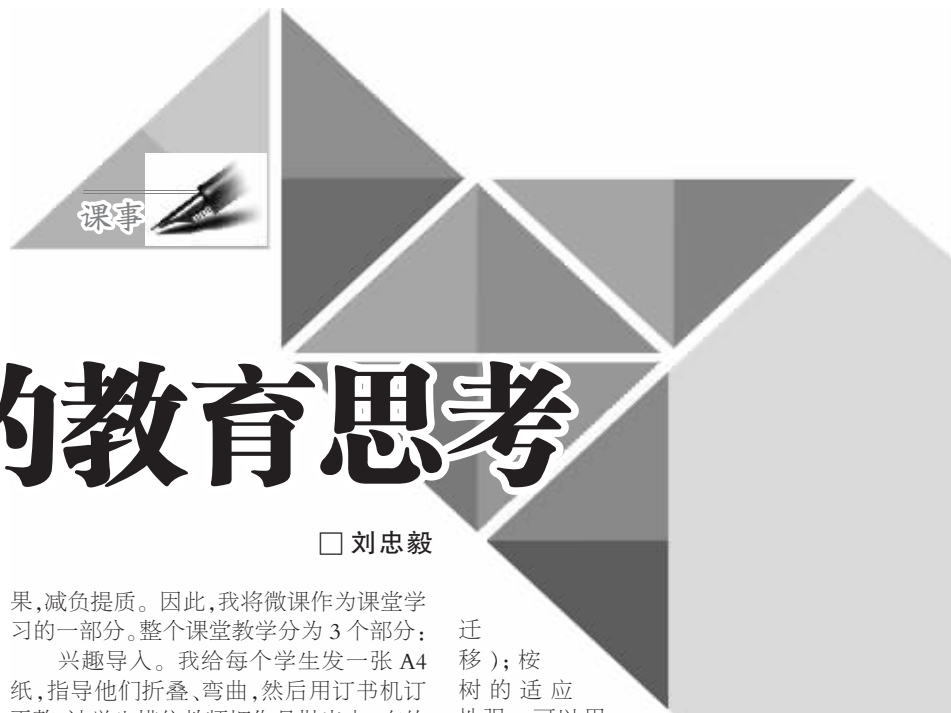 课事
的教育思考
□刘忠毅
果,减负提质。因此,我将微课作为课堂学
习的一部分。整个课堂教学分为 3 个部分:
兴趣导入。我给每个学生发一张 A4
纸,指导他们折叠、弯曲,然后用订书机订
迁
移);桉
树的适应